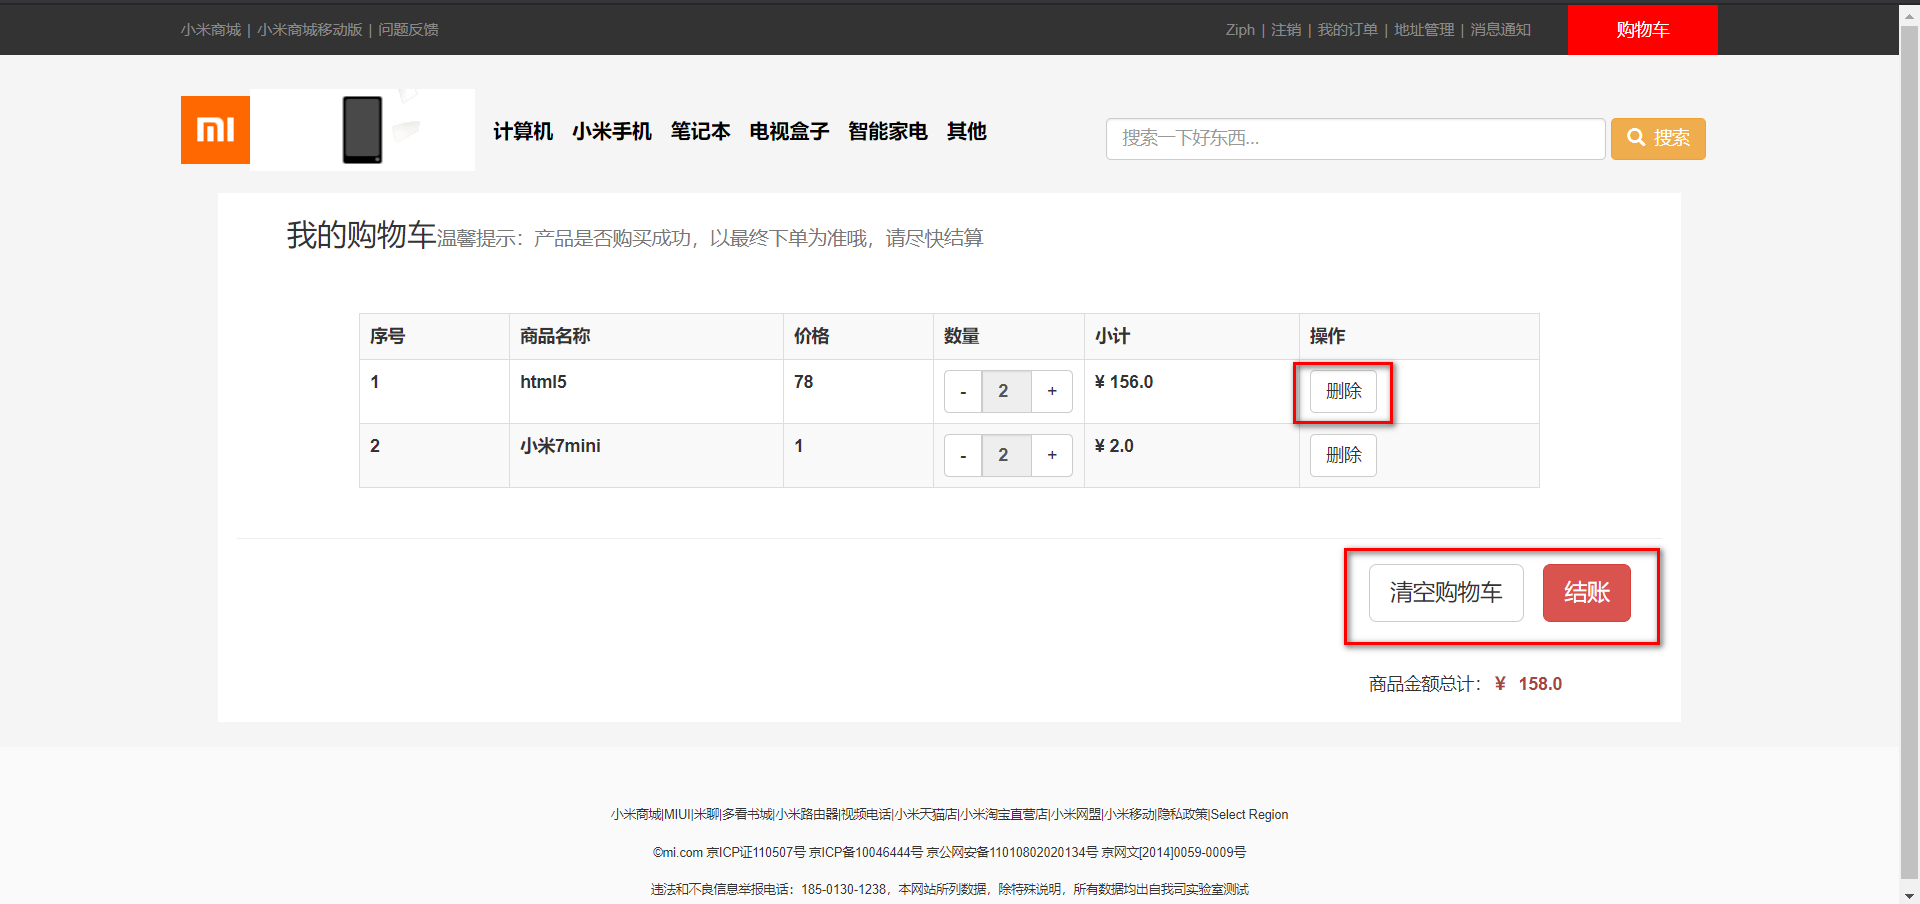 小米商城 | 小米商城移动版 | 问题反馈
Ziph | 注销 | 我的订单 | 地址管理 | 消息通知
购物车
计算机 小米手机 笔记本 电视盒子 智能家电 其他
搜索一下好东西...
搜索
我的购物车温馨提示：产品是否购买成功，以最终下单为准哦，请尽快结算
序号 商品名称 价格 数量 小计 操作
1 html5 78 - 2 + ¥ 156.0 删除
2 小米7mini 1 - 2 + ¥ 2.0 删除
清空购物车 结账
商品金额总计： ¥ 158.0
小米商城|MIUI|米聊|多看书城|小米路由器|视频电话|小米天猫店|小米淘宝直营店|小米网盟|小米移动|隐私政策|Select Region
©mi.com 京ICP证110507号 京ICP备10046444号 京公网安备11010802020134号 京网文[2014]0059-0009号
违法和不良信息举报电话：185-0130-1238，本网站所列数据，除特殊说明，所有数据均出自我司实验室测试